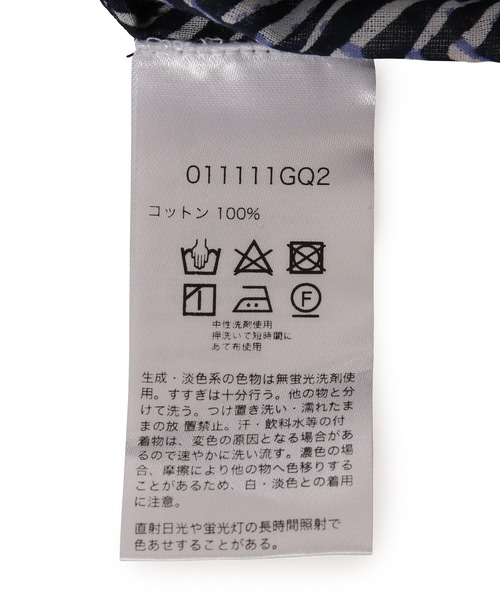 011111GQ2
コットン 100%
F
中性洗剤使用
押洗いで短時間に
あて布使用
生成・淡色系の色物は無蛍光洗剤使
用。すすぎは十分行う。他の物と分
けて洗う。つけ置き洗い・濡れたま
まの放 置禁止。汗・飲料水等の付
着物は、変色の原因となる場合があ
るので速やかに洗い流す。濃色の場
合、摩擦により他の物へ色移りする
ことがあるため、白・淡色との着用
に注意。
直射日光や蛍光灯の長時間照射で
色あせすることがある。